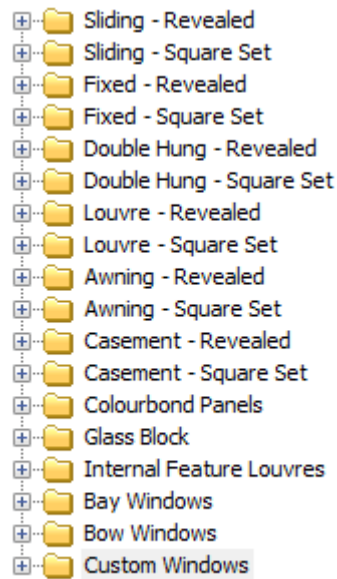 Sliding - Revealed
Sliding - Square Set
Fixed - Revealed
Fixed - Square Set
Double Hung - Revealed
Double Hung - Square Set
Louvre - Revealed
Louvre - Square Set
Awning - Revealed
Awning - Square Set
Casement - Revealed
Casement - Square Set
Colourbond Panels
Glass Block
Internal Feature Louvres
Bay Windows
Bow Windows
Custom Windows